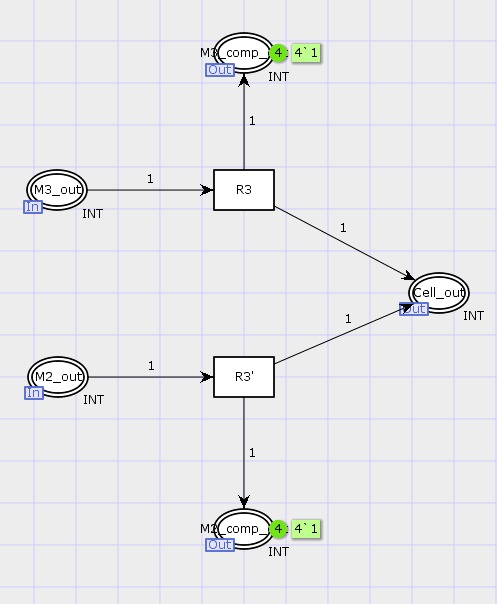 M3_comp_ 4 4`1
Out
INT
1
M3_out 1 R3
In
INT
1
Cell_out
Out
INT
1
M2_out 1 R3'
In
INT
1
M2_comp_ 4 4`1
Out
INT